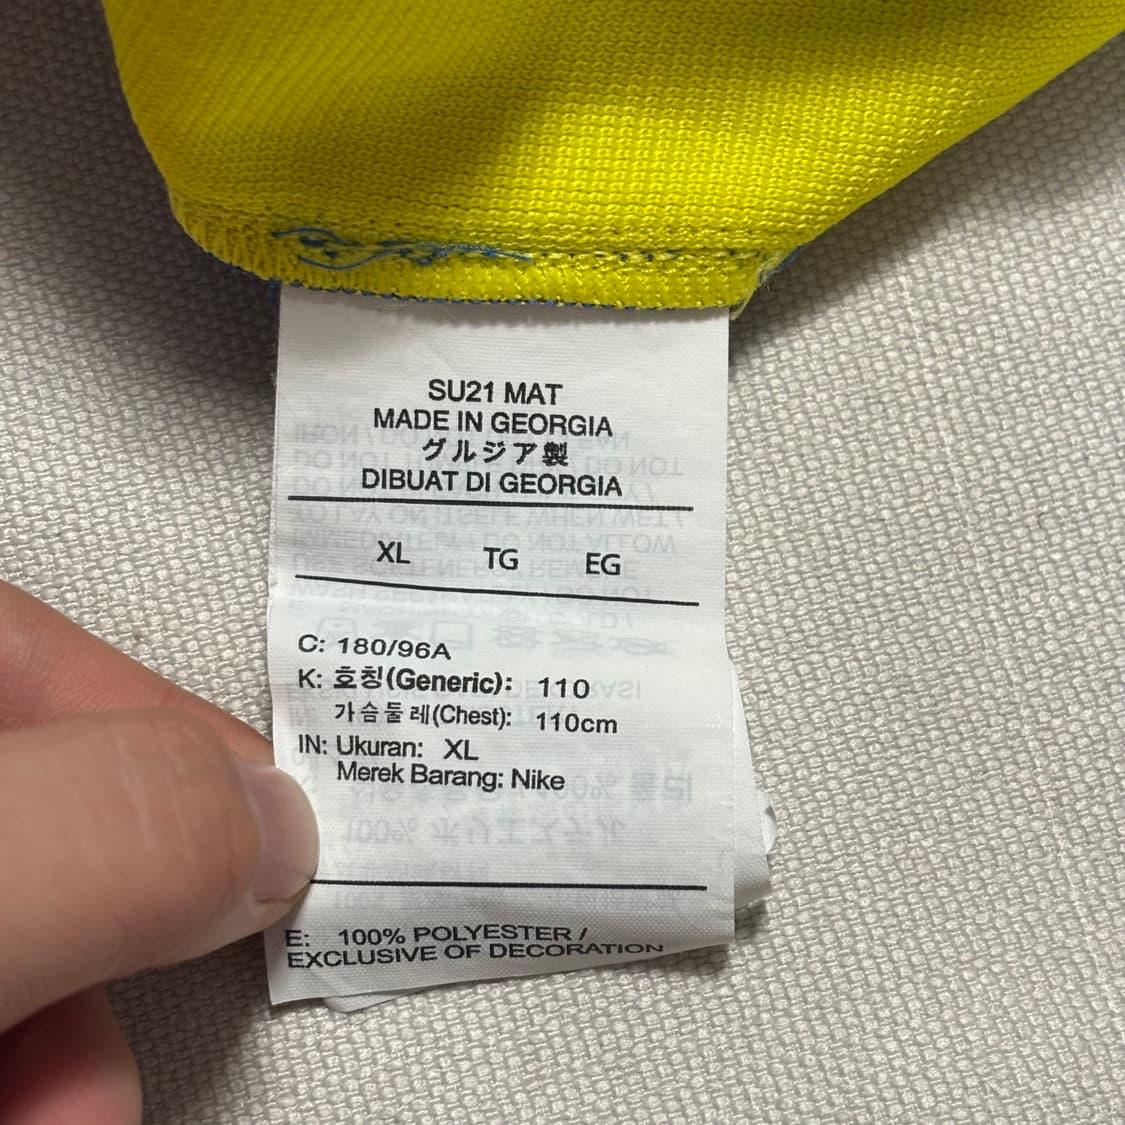 SU21 MAT
MADE IN GEORGIA
グルジア製
DIBUAT DI GEORGIA
XL TG EG
C: 180/96A
K: 호칭(Generic): 110
가슴둘레(Chest): 110cm
IN: Ukuran: XL
Merek Barang: Nike
E: 100% POLYESTER /
EXCLUSIVE OF DECORATION